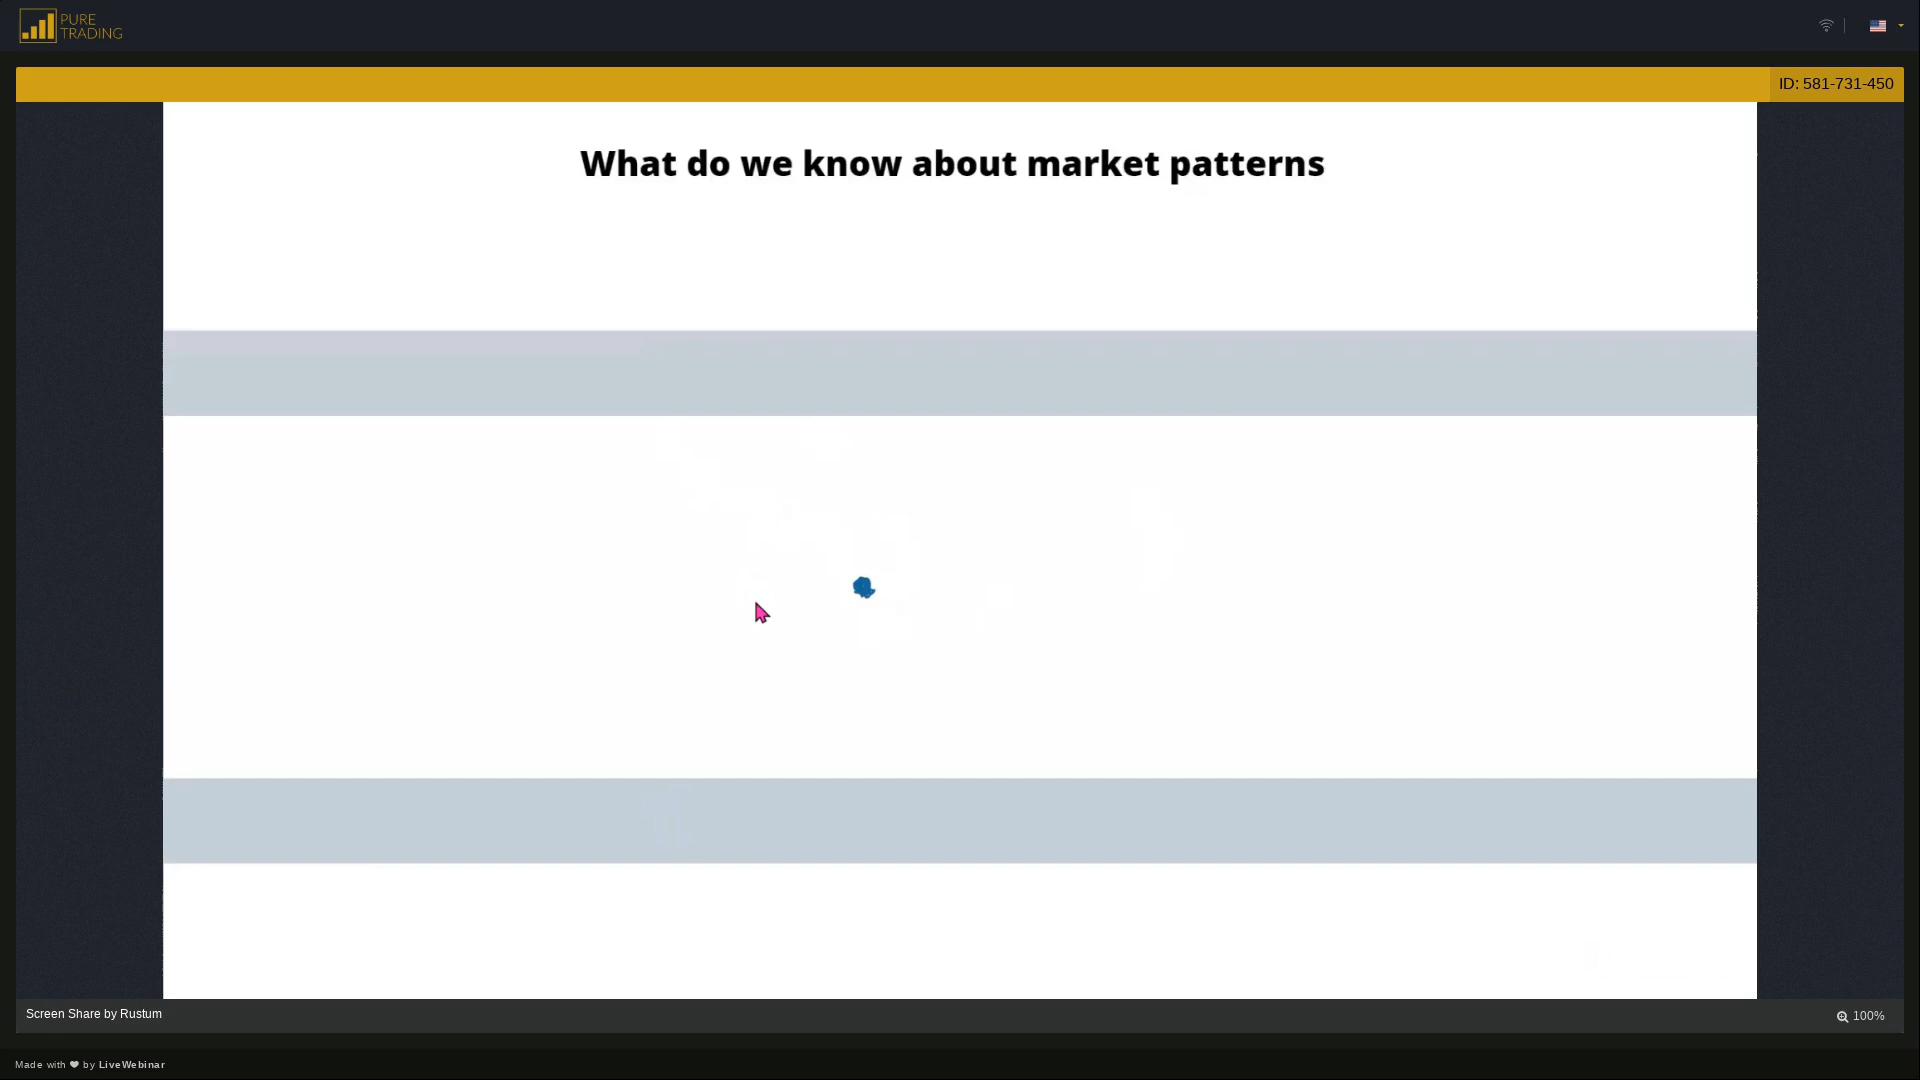 PURE
TRADING
ID: 581-731-450
What do we know about market patterns
Screen Share by Rustum
100%
Made with by LiveWebinar